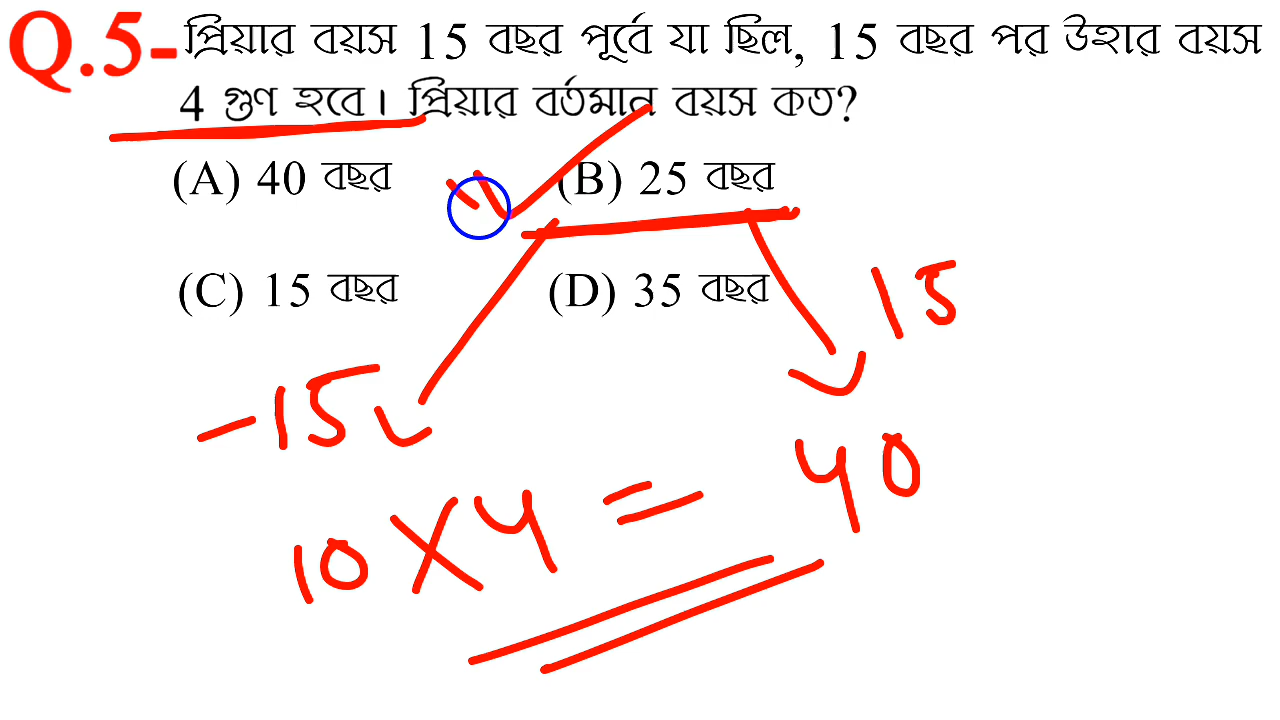 Q.5- প্রিয়ার বয়স 15 বছর পূর্বে যা ছিল, 15 বছর পর উহার বয়স
4 গুণ হবে। প্রিয়ার বর্তমান বয়স কত?
(A) 40 বছর (B) 25 বছর
(C) 15 বছর (D) 35 বছর
15
-15
40
10 X 4 =